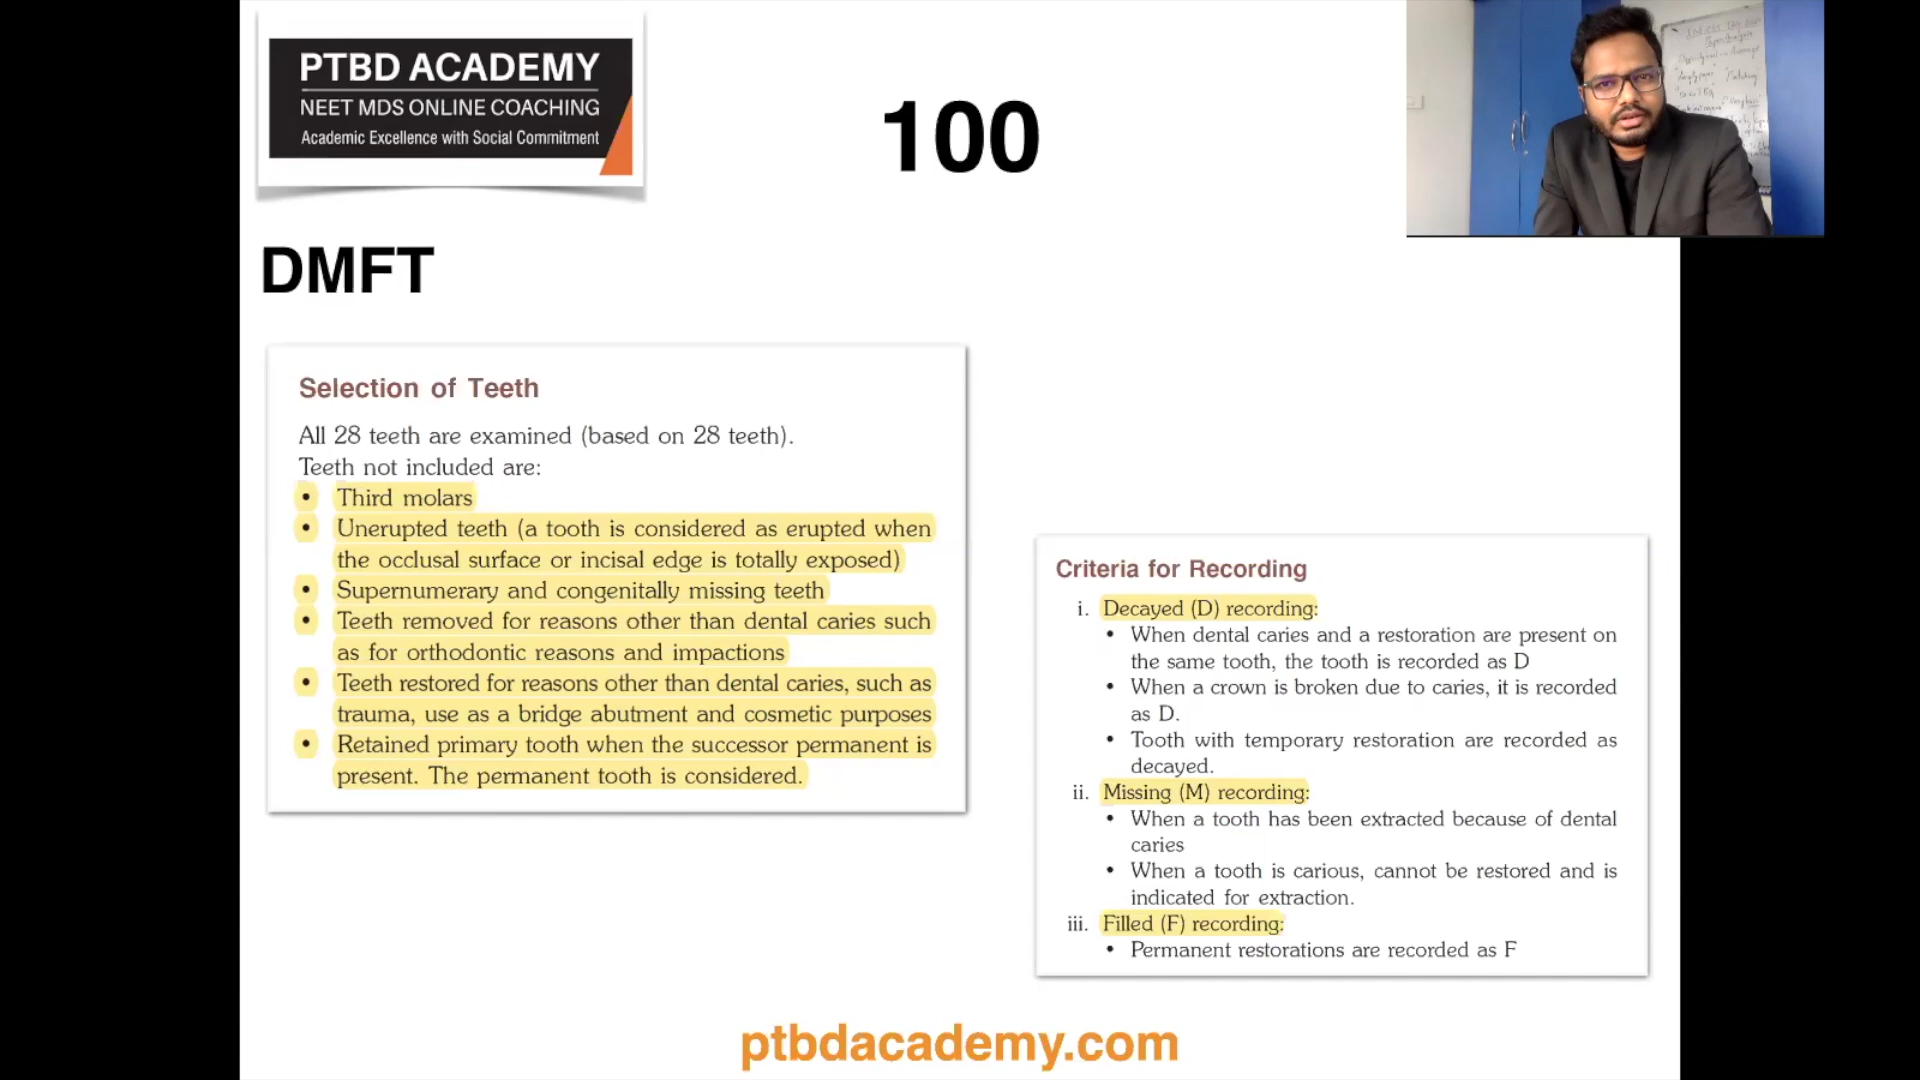 PTBD ACADEMY
NEET MDS ONLINE COACHING
Academic Excellence with Social Commitment
100
DMFT
Selection of Teeth
All 28 teeth are examined (based on 28 teeth).
Teeth not included are:
• Third molars
• Unerupted teeth (a tooth is considered as erupted when
the occlusal surface or incisal edge is totally exposed)
• Supernumerary and congenitally missing teeth
• Teeth removed for reasons other than dental caries such
as for orthodontic reasons and impactions
• Teeth restored for reasons other than dental caries, such as
trauma, use as a bridge abutment and cosmetic purposes
• Retained primary tooth when the successor permanent is
present. The permanent tooth is considered.
Criteria for Recording
i. Decayed (D) recording:
• When dental caries and a restoration are present on
the same tooth, the tooth is recorded as D
• When a crown is broken due to caries, it is recorded
as D.
• Tooth with temporary restoration are recorded as
decayed.
ii. Missing (M) recording:
• When a tooth has been extracted because of dental
caries
• When a tooth is carious, cannot be restored and is
indicated for extraction.
iii. Filled (F) recording:
• Permanent restorations are recorded as F
ptbdacademy.com